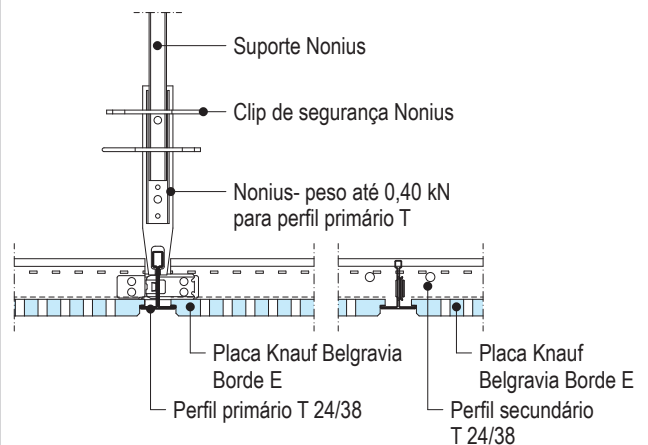 Suporte Nonius
Clip de segurança Nonius
Nonius- peso até 0,40 kN
para perfil primário T
Placa Knauf Belgravia
Borde E
Perfil primário T 24/38
Placa Knauf
Belgravia Borde E
Perfil secundário
T 24/38